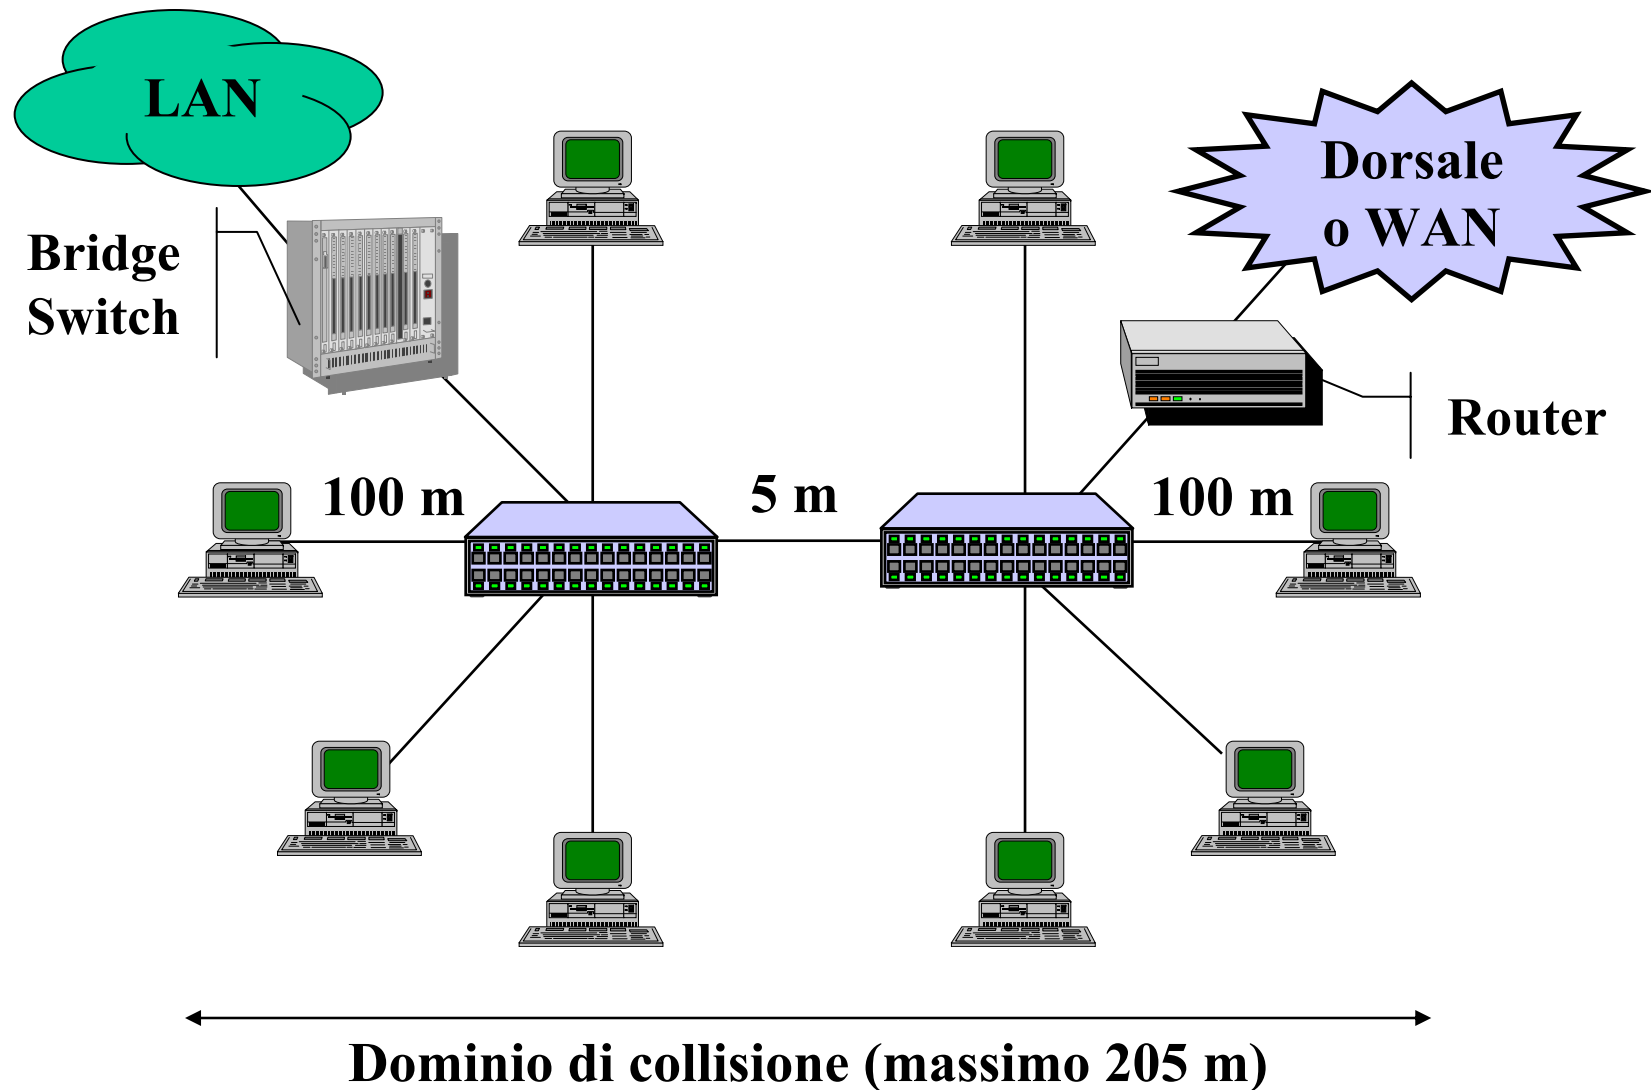 LAN
Dorsale
o WAN
Bridge
Switch
Router
100 m
5 m
100 m
Dominio di collisione (massimo 205 m)